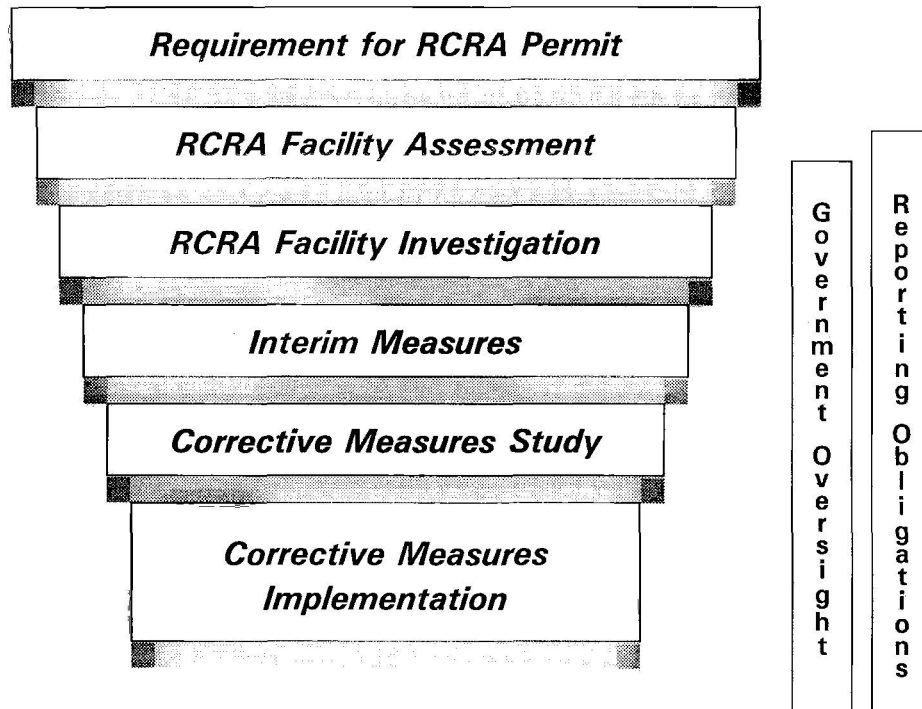 Requirement for RCRA Permit
RCRA Facility Assessment
RCRA Facility Investigation
Interim Measures
Corrective Measures Study
Corrective Measures
Implementation
Government Oversight
Reporting Obligations